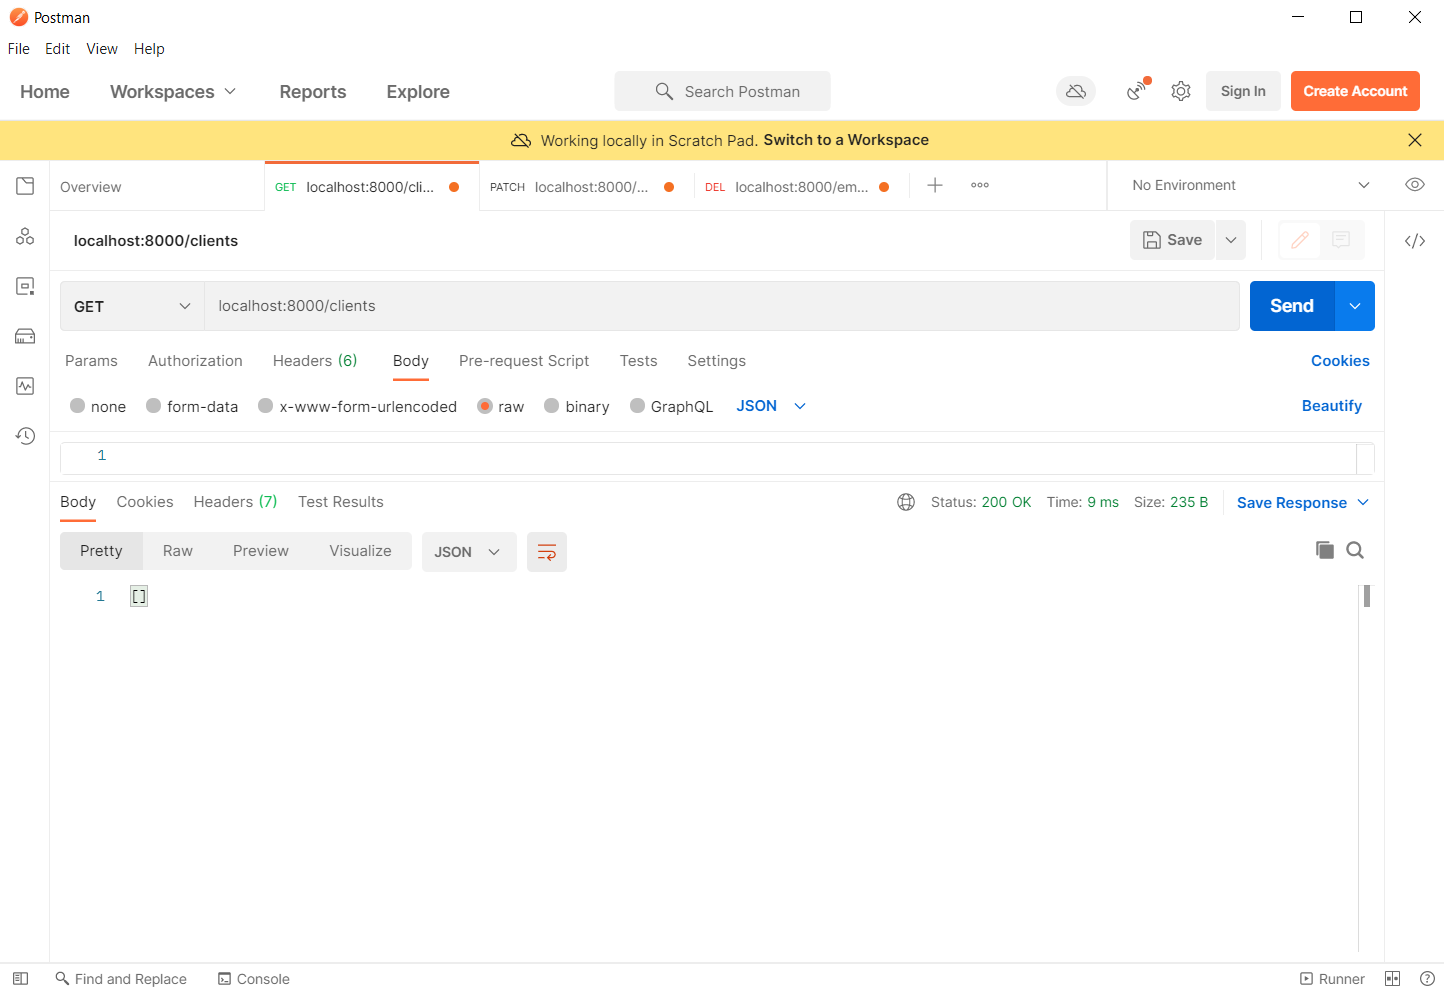 Postman
File Edit View Help
Home Workspaces Reports Explore Search Postman Sign In Create Account
Working locally in Scratch Pad. Switch to a Workspace
Overview GET localhost:8000/cli... PATCH localhost:8000/... DEL localhost:8000/em... No Environment
localhost:8000/clients Save
GET localhost:8000/clients Send
Params Authorization Headers (6) Body Pre-request Script Tests Settings Cookies
none form-data x-www-form-urlencoded raw binary GraphQL JSON Beautify
1
Body Cookies Headers (7) Test Results Status: 200 OK Time: 9 ms Size: 235 B Save Response
Pretty Raw Preview Visualize JSON
1 []
Find and Replace Console Runner